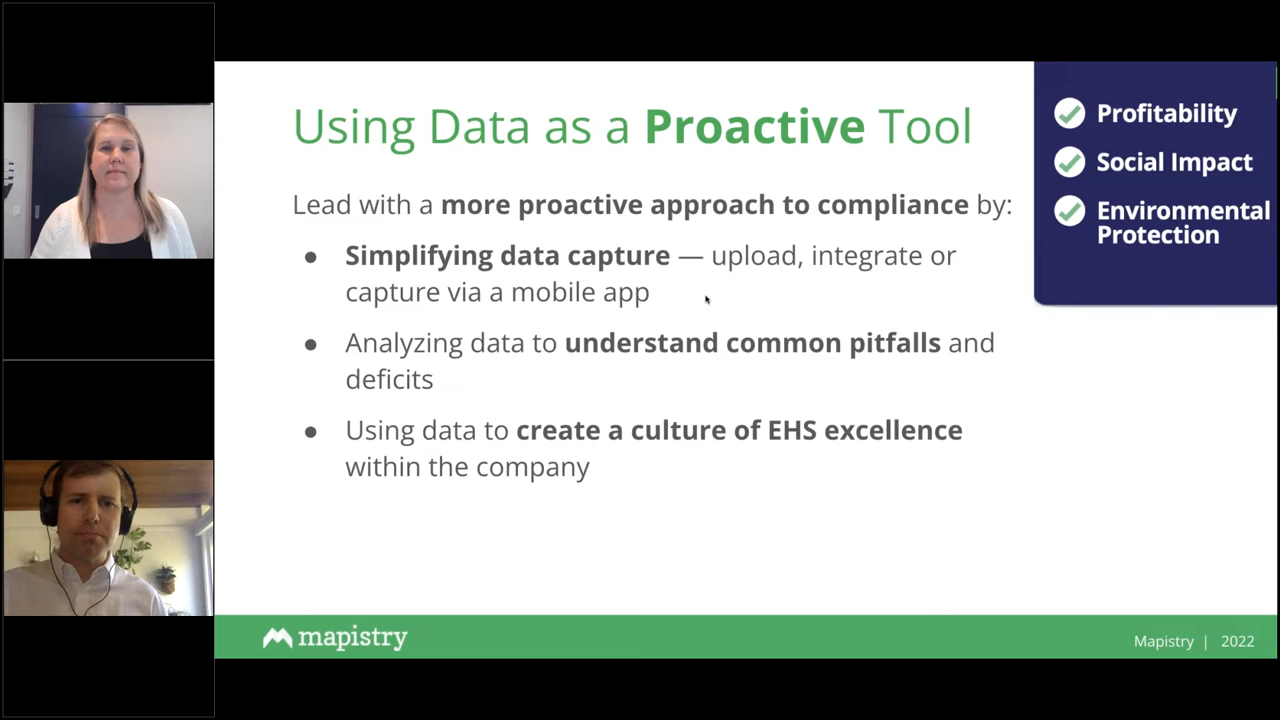 Using Data as a Proactive Tool
Lead with a more proactive approach to compliance by:
● Simplifying data capture — upload, integrate or
capture via a mobile app
● Analyzing data to understand common pitfalls and
deficits
● Using data to create a culture of EHS excellence
within the company
Profitability
Social Impact
Environmental
Protection
mapistry
Mapistry | 2022